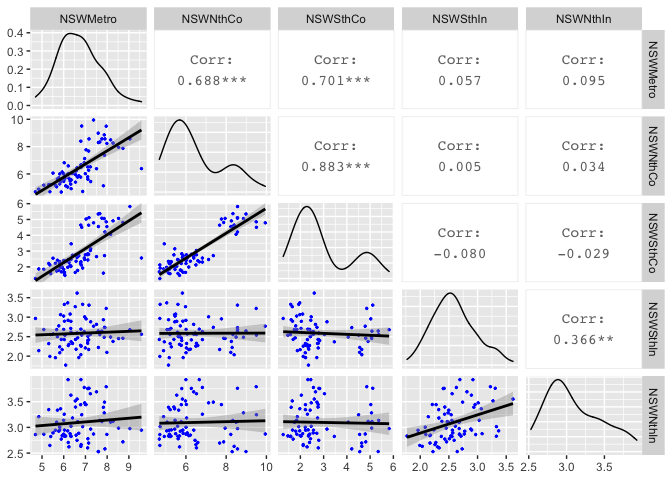 NSWMetro NSWNthCo NSWSthCo NSWSthIn NSWNthIn
0.4
0.3
0.2
0.1
0.0
Corr:
0.688***
Corr:
0.701***
Corr:
0.057
Corr:
0.095
NSWMetro
10
8
6
Corr:
0.883***
Corr:
0.005
Corr:
0.034
NSWNthCo
6
5
4
3
2
Corr:
-0.080
Corr:
-0.029
NSWSthCo
3.5
3.0
2.5
2.0
Corr:
0.366**
NSWSthIn
3.5
3.0
2.5
NSWNthIn
5 6 7 8 9
6 8 10
2 3 4 5 6
2.0 2.5 3.0 3.5
2.5 3.0 3.5